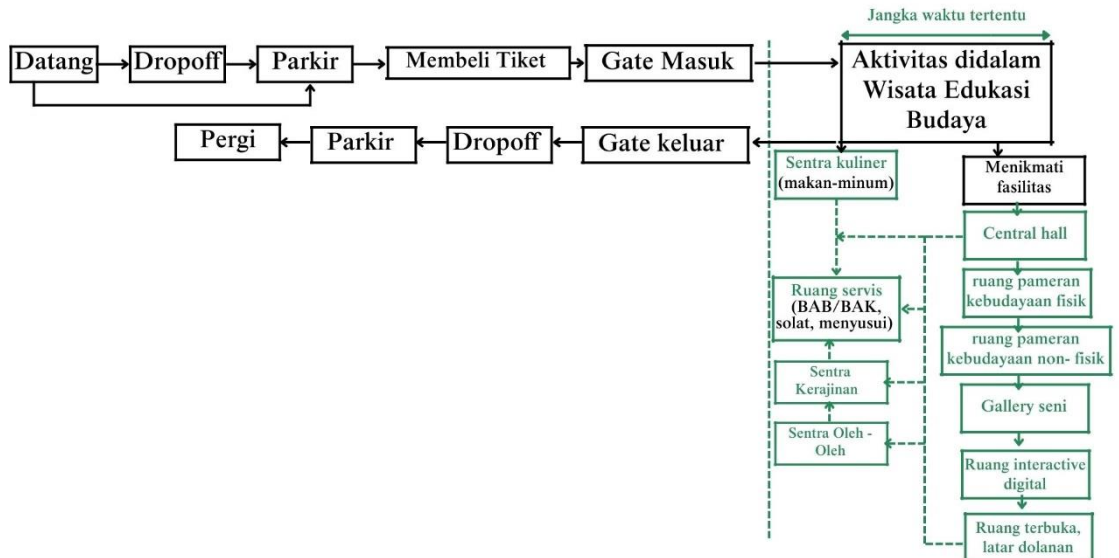 Jangka waktu tertentu
Datang
Dropoff
Parkir
Membeli Tiket
Gate Masuk
Aktivitas didalam
Wisata Edukasi
Budaya
Pergi
Parkir
Dropoff
Gate keluar
Sentra kuliner
(makan-minum)
Menikmati
fasilitas
Central hall
ruang pameran
kebudayaan fisik
Ruang servis
(BAB/BAK,
solat, menyusui)
ruang pameran
kebudayaan non- fisik
Sentra
Kerajinan
Gallery seni
Sentra Oleh -
Oleh
Ruang interactive
digital
Ruang terbuka,
latar dolanan